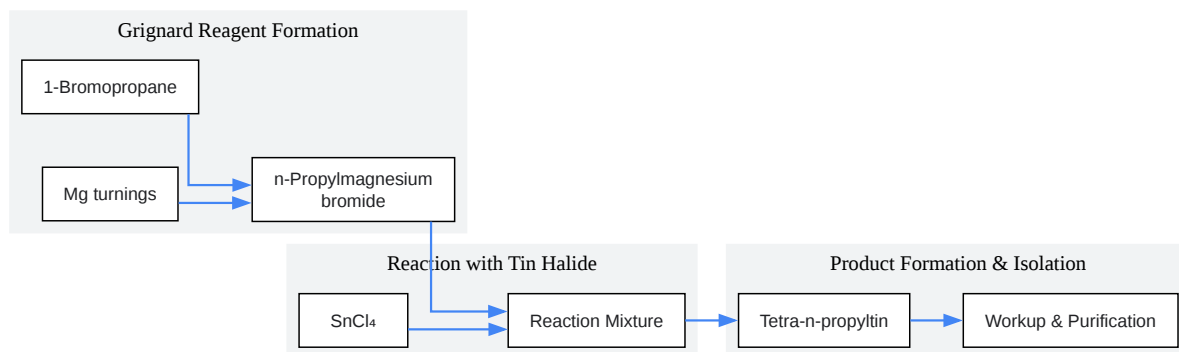 Grignard Reagent Formation
1-Bromopropane
Mg turnings
n-Propylmagnesium
bromide
Reaction with Tin Halide
SnCl₄
Reaction Mixture
Product Formation & Isolation
Tetra-n-propyltin
Workup & Purification